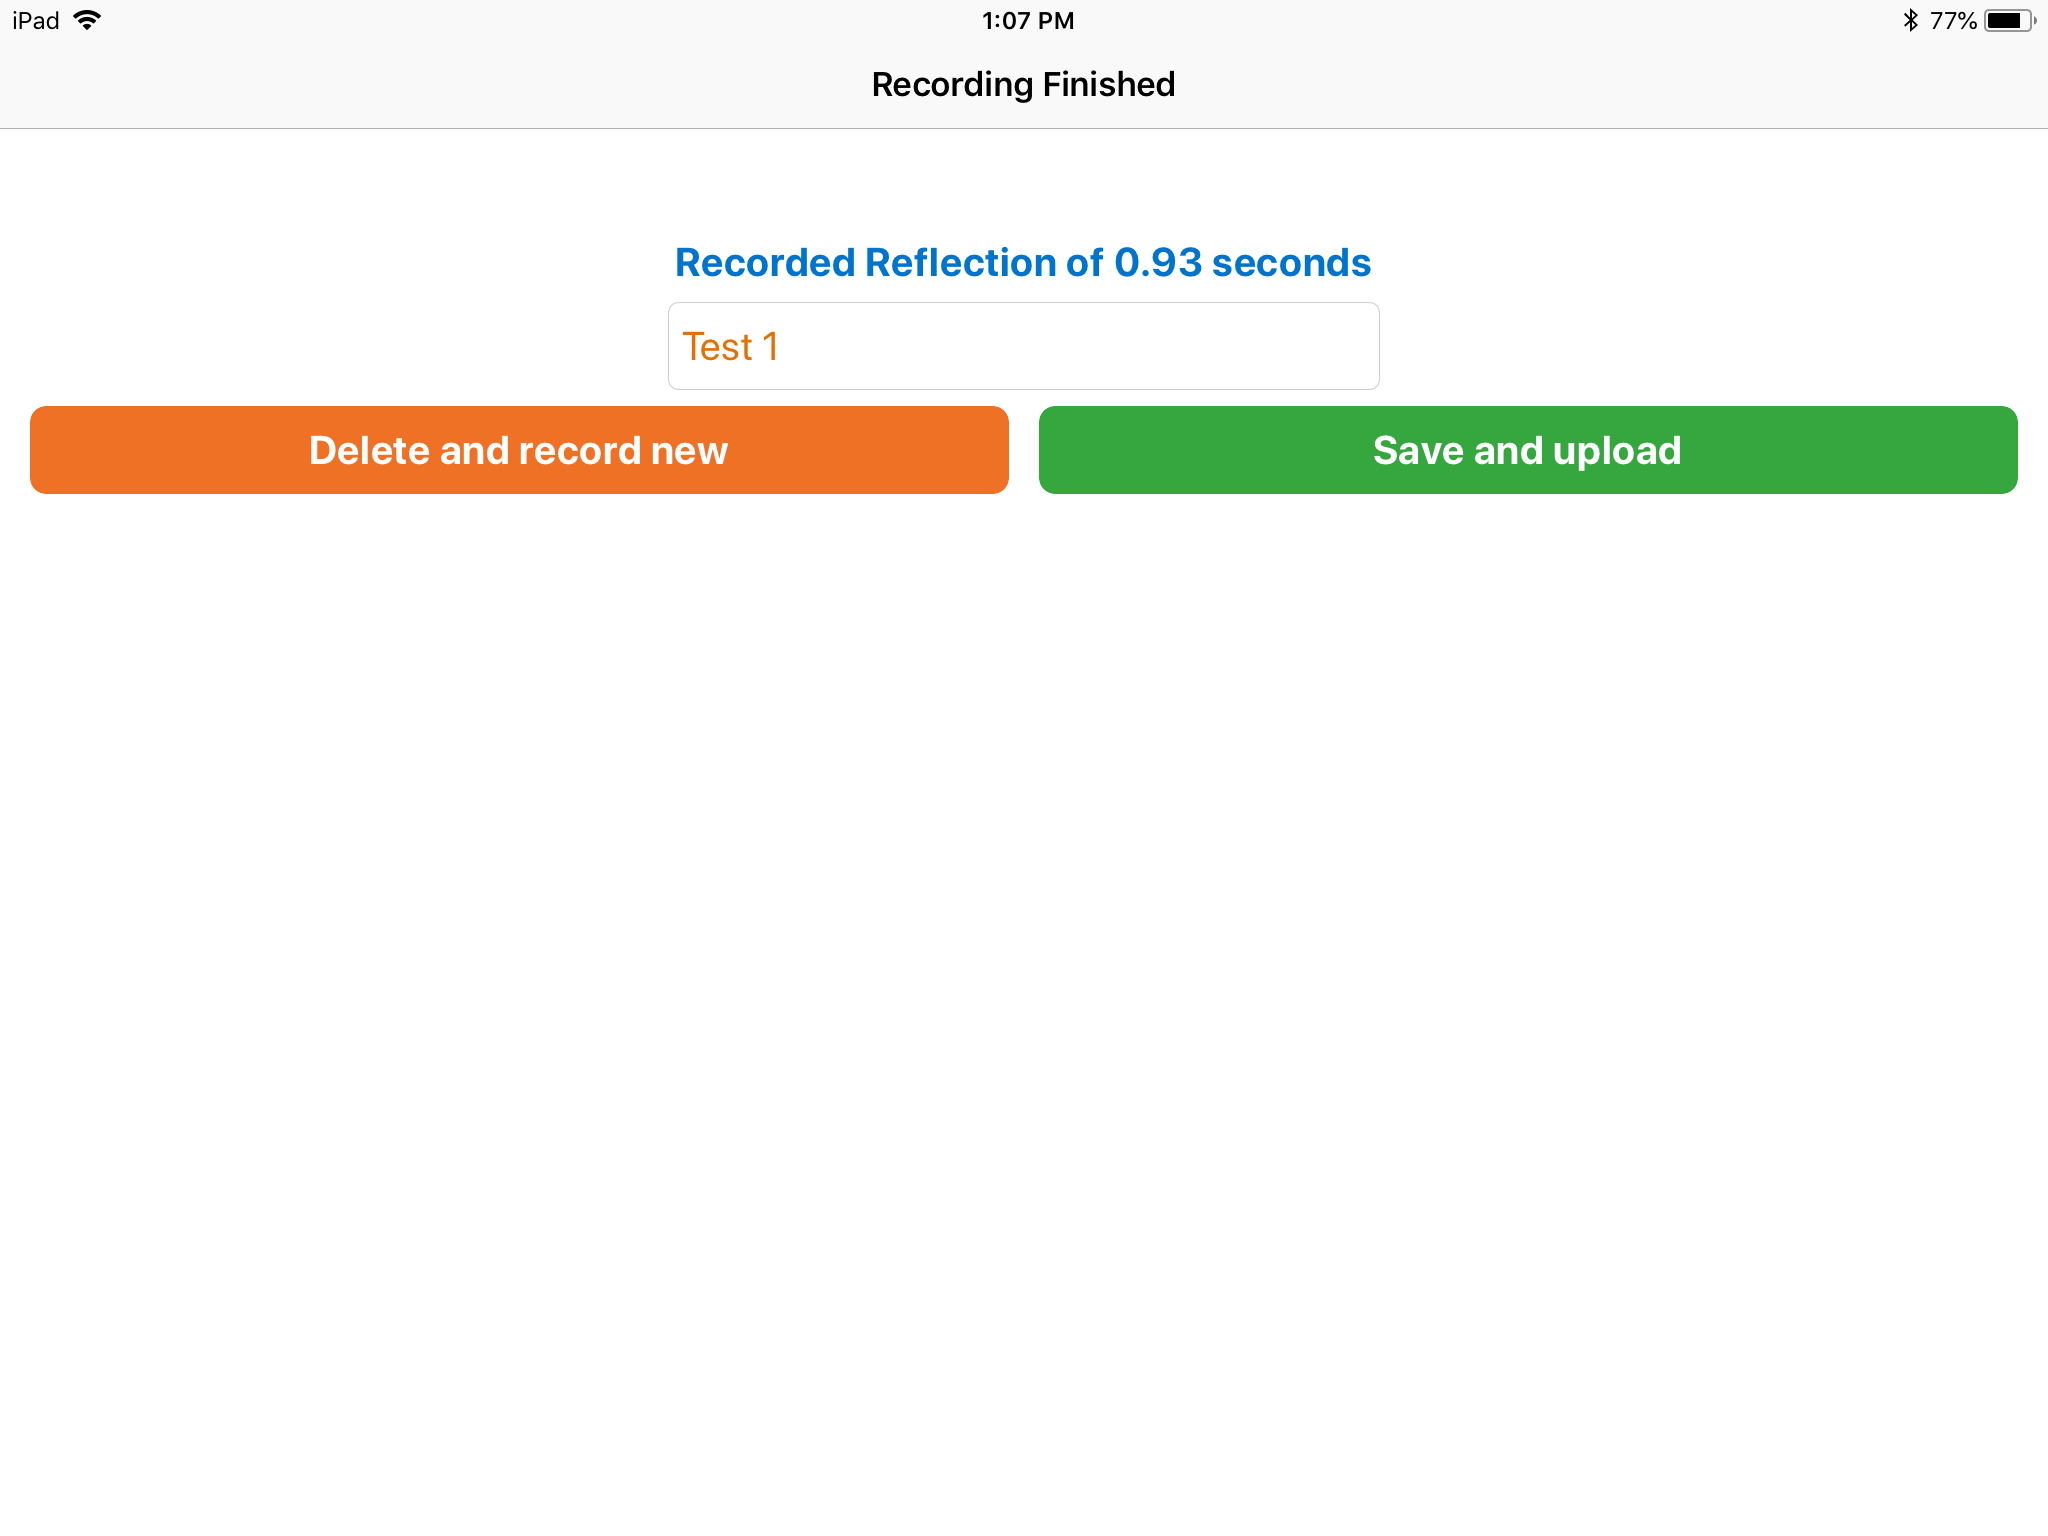 iPad 1:07 PM 77%
Recording Finished
Recorded Reflection of 0.93 seconds
Test 1
Delete and record new Save and upload